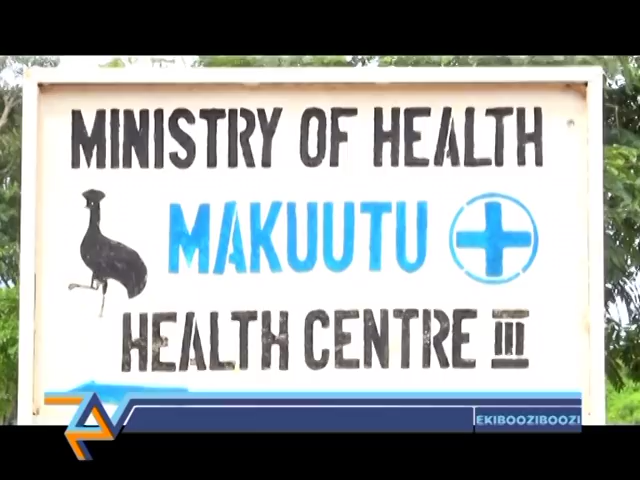 MINISTRY OF HEALTH
MAKUUTU
HEALTH CENTRE III
EKIBOOZIBOOZI